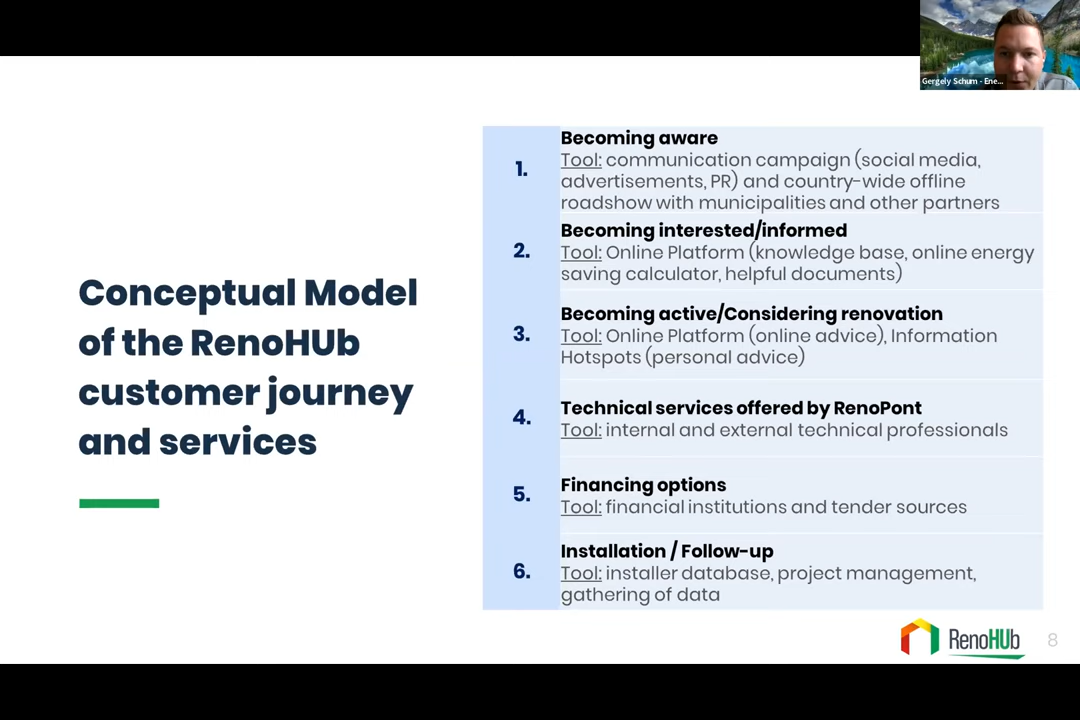 Gergely Schum - Ene...
Conceptual Model
of the RenoHUb
customer journey
and services
1.
Becoming aware
Tool: communication campaign (social media,
advertisements, PR) and country-wide offline
roadshow with municipalities and other partners
2.
Becoming interested/informed
Tool: Online Platform (knowledge base, online energy
saving calculator, helpful documents)
3.
Becoming active/Considering renovation
Tool: Online Platform (online advice), Information
Hotspots (personal advice)
4.
Technical services offered by RenoPont
Tool: internal and external technical professionals
5.
Financing options
Tool: financial institutions and tender sources
6.
Installation / Follow-up
Tool: installer database, project management,
gathering of data
RenoHUb
8